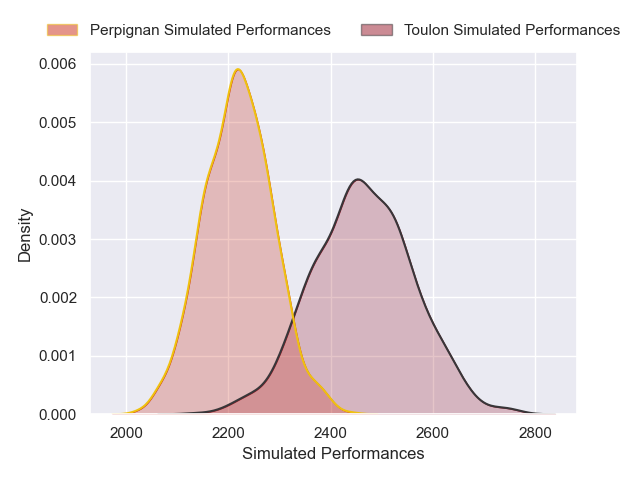 Perpignan Simulated Performances Toulon Simulated Performances
0.006
0.005
0.004
0.003
0.002
0.001
0.000
Density
2000 2200 2400 2600 2800
Simulated Performances